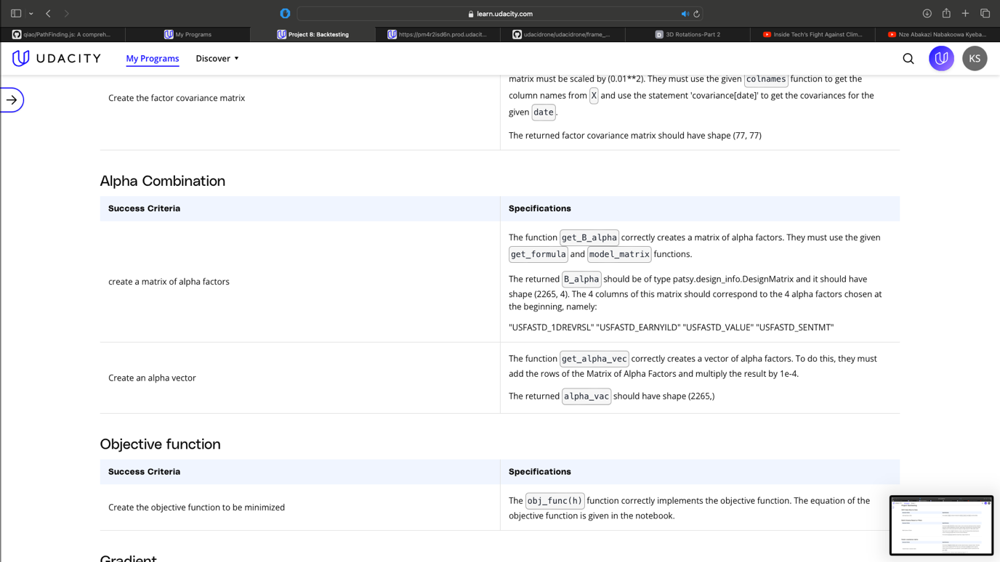 learn.udacity.com
qiao/PathFinding.js: A compreh...
My Programs
Project 8: Backtesting
https://pm4r2isd6n.prod.udacit...
udacidrone/udacidrone/frame_...
D 3D Rotations-Part 2
Inside Tech's Fight Against Clim...
Nze Abakazi Nabakoowa Kyeba...
UDACITY
My Programs
Discover
KS
Create the factor covariance matrix
matrix must be scaled by (0.01**2). They must use the given colnames function to get the
column names from X and use the statement 'covariance[date]' to get the covariances for the
given date.
The returned factor covariance matrix should have shape (77, 77)
Alpha Combination
Success Criteria
Specifications
create a matrix of alpha factors
The function get_B_alpha correctly creates a matrix of alpha factors. They must use the given
get_formula and model_matrix functions.
The returned B_alpha should be of type patsy.design_info.DesignMatrix and it should have
shape (2265, 4). The 4 columns of this matrix should correspond to the 4 alpha factors chosen at
the beginning, namely:
"USFASTD_1DREVRSL" "USFASTD_EARNYILD" "USFASTD_VALUE" "USFASTD_SENTMT"
Create an alpha vector
The function get_alpha_vec correctly creates a vector of alpha factors. To do this, they must
add the rows of the Matrix of Alpha Factors and multiply the result by 1e-4.
The returned alpha_vac should have shape (2265,)
Objective function
Success Criteria
Specifications
Create the objective function to be minimized
The obj_func(h) function correctly implements the objective function. The equation of the
objective function is given in the notebook.
Gradient